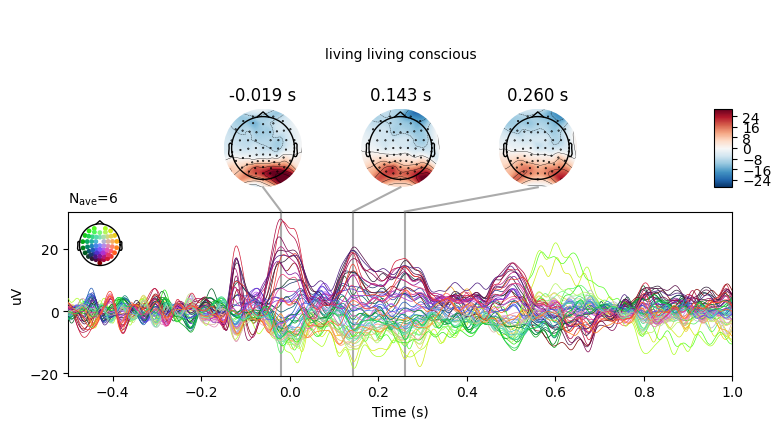 living living conscious
-0.019 s 0.143 s 0.260 s
24
16
8
0
−8
−16
−24
Nave=6
20
0
−20
uV
−0.4 −0.2 0.0 0.2 0.4 0.6 0.8 1.0
Time (s)